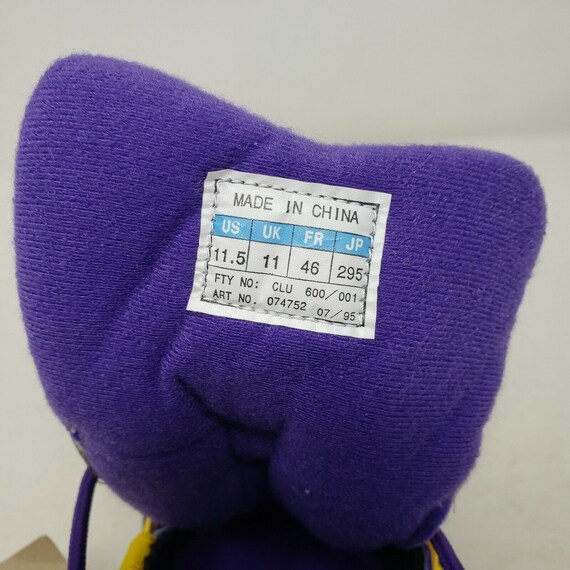 MADE IN CHINA
US UK FR JP
11.5 11 46 295
FTY NO: CLU 600/001
ART NO. 074752 07/95